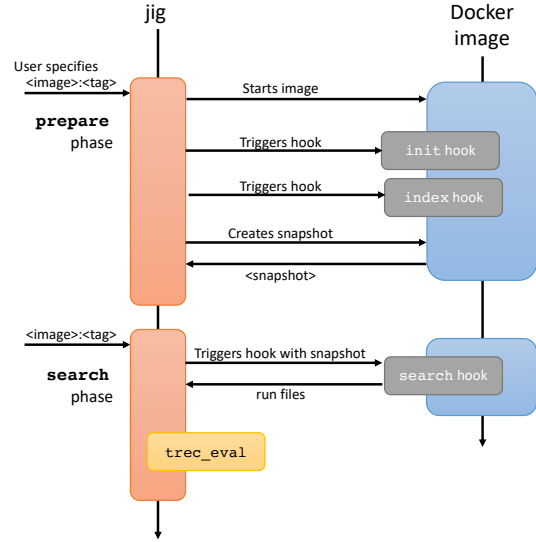 jig
Docker
image
User specifies
<image>:<tag>
Starts image
prepare
phase
Triggers hook
init hook
Triggers hook
index hook
Creates snapshot
<snapshot>
<image>:<tag>
Triggers hook with snapshot
search
phase
search hook
run files
trec_eval